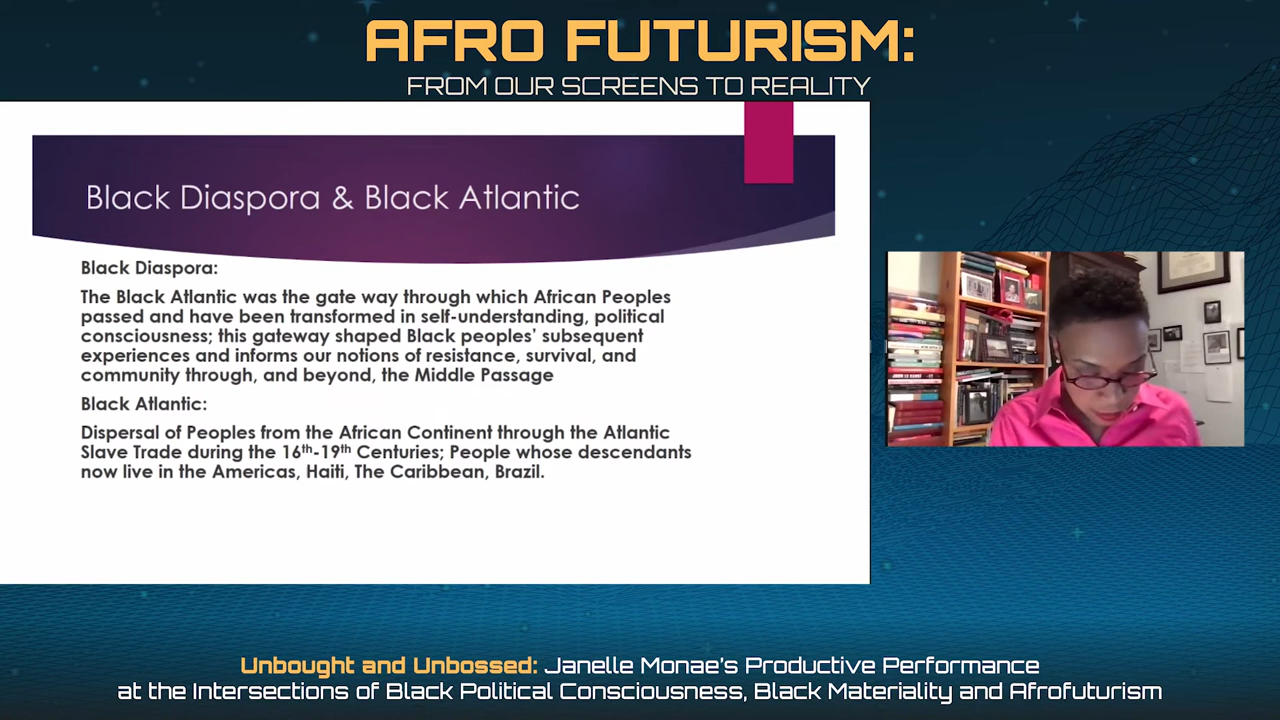 AFRO FUTURISM:
FROM OUR SCREENS TO REALITY
Black Diaspora & Black Atlantic
Black Diaspora:
The Black Atlantic was the gate way through which African Peoples
passed and have been transformed in self-understanding, political
consciousness; this gateway shaped Black peoples’ subsequent
experiences and informs our notions of resistance, survival, and
community through, and beyond, the Middle Passage
Black Atlantic:
Dispersal of Peoples from the African Continent through the Atlantic
Slave Trade during the 16th-19th Centuries; People whose descendants
now live in the Americas, Haiti, The Caribbean, Brazil.
Unbought and Unbossed: Janelle Monae’s Productive Performance
at the Intersections of Black Political Consciousness, Black Materiality and Afrofuturism